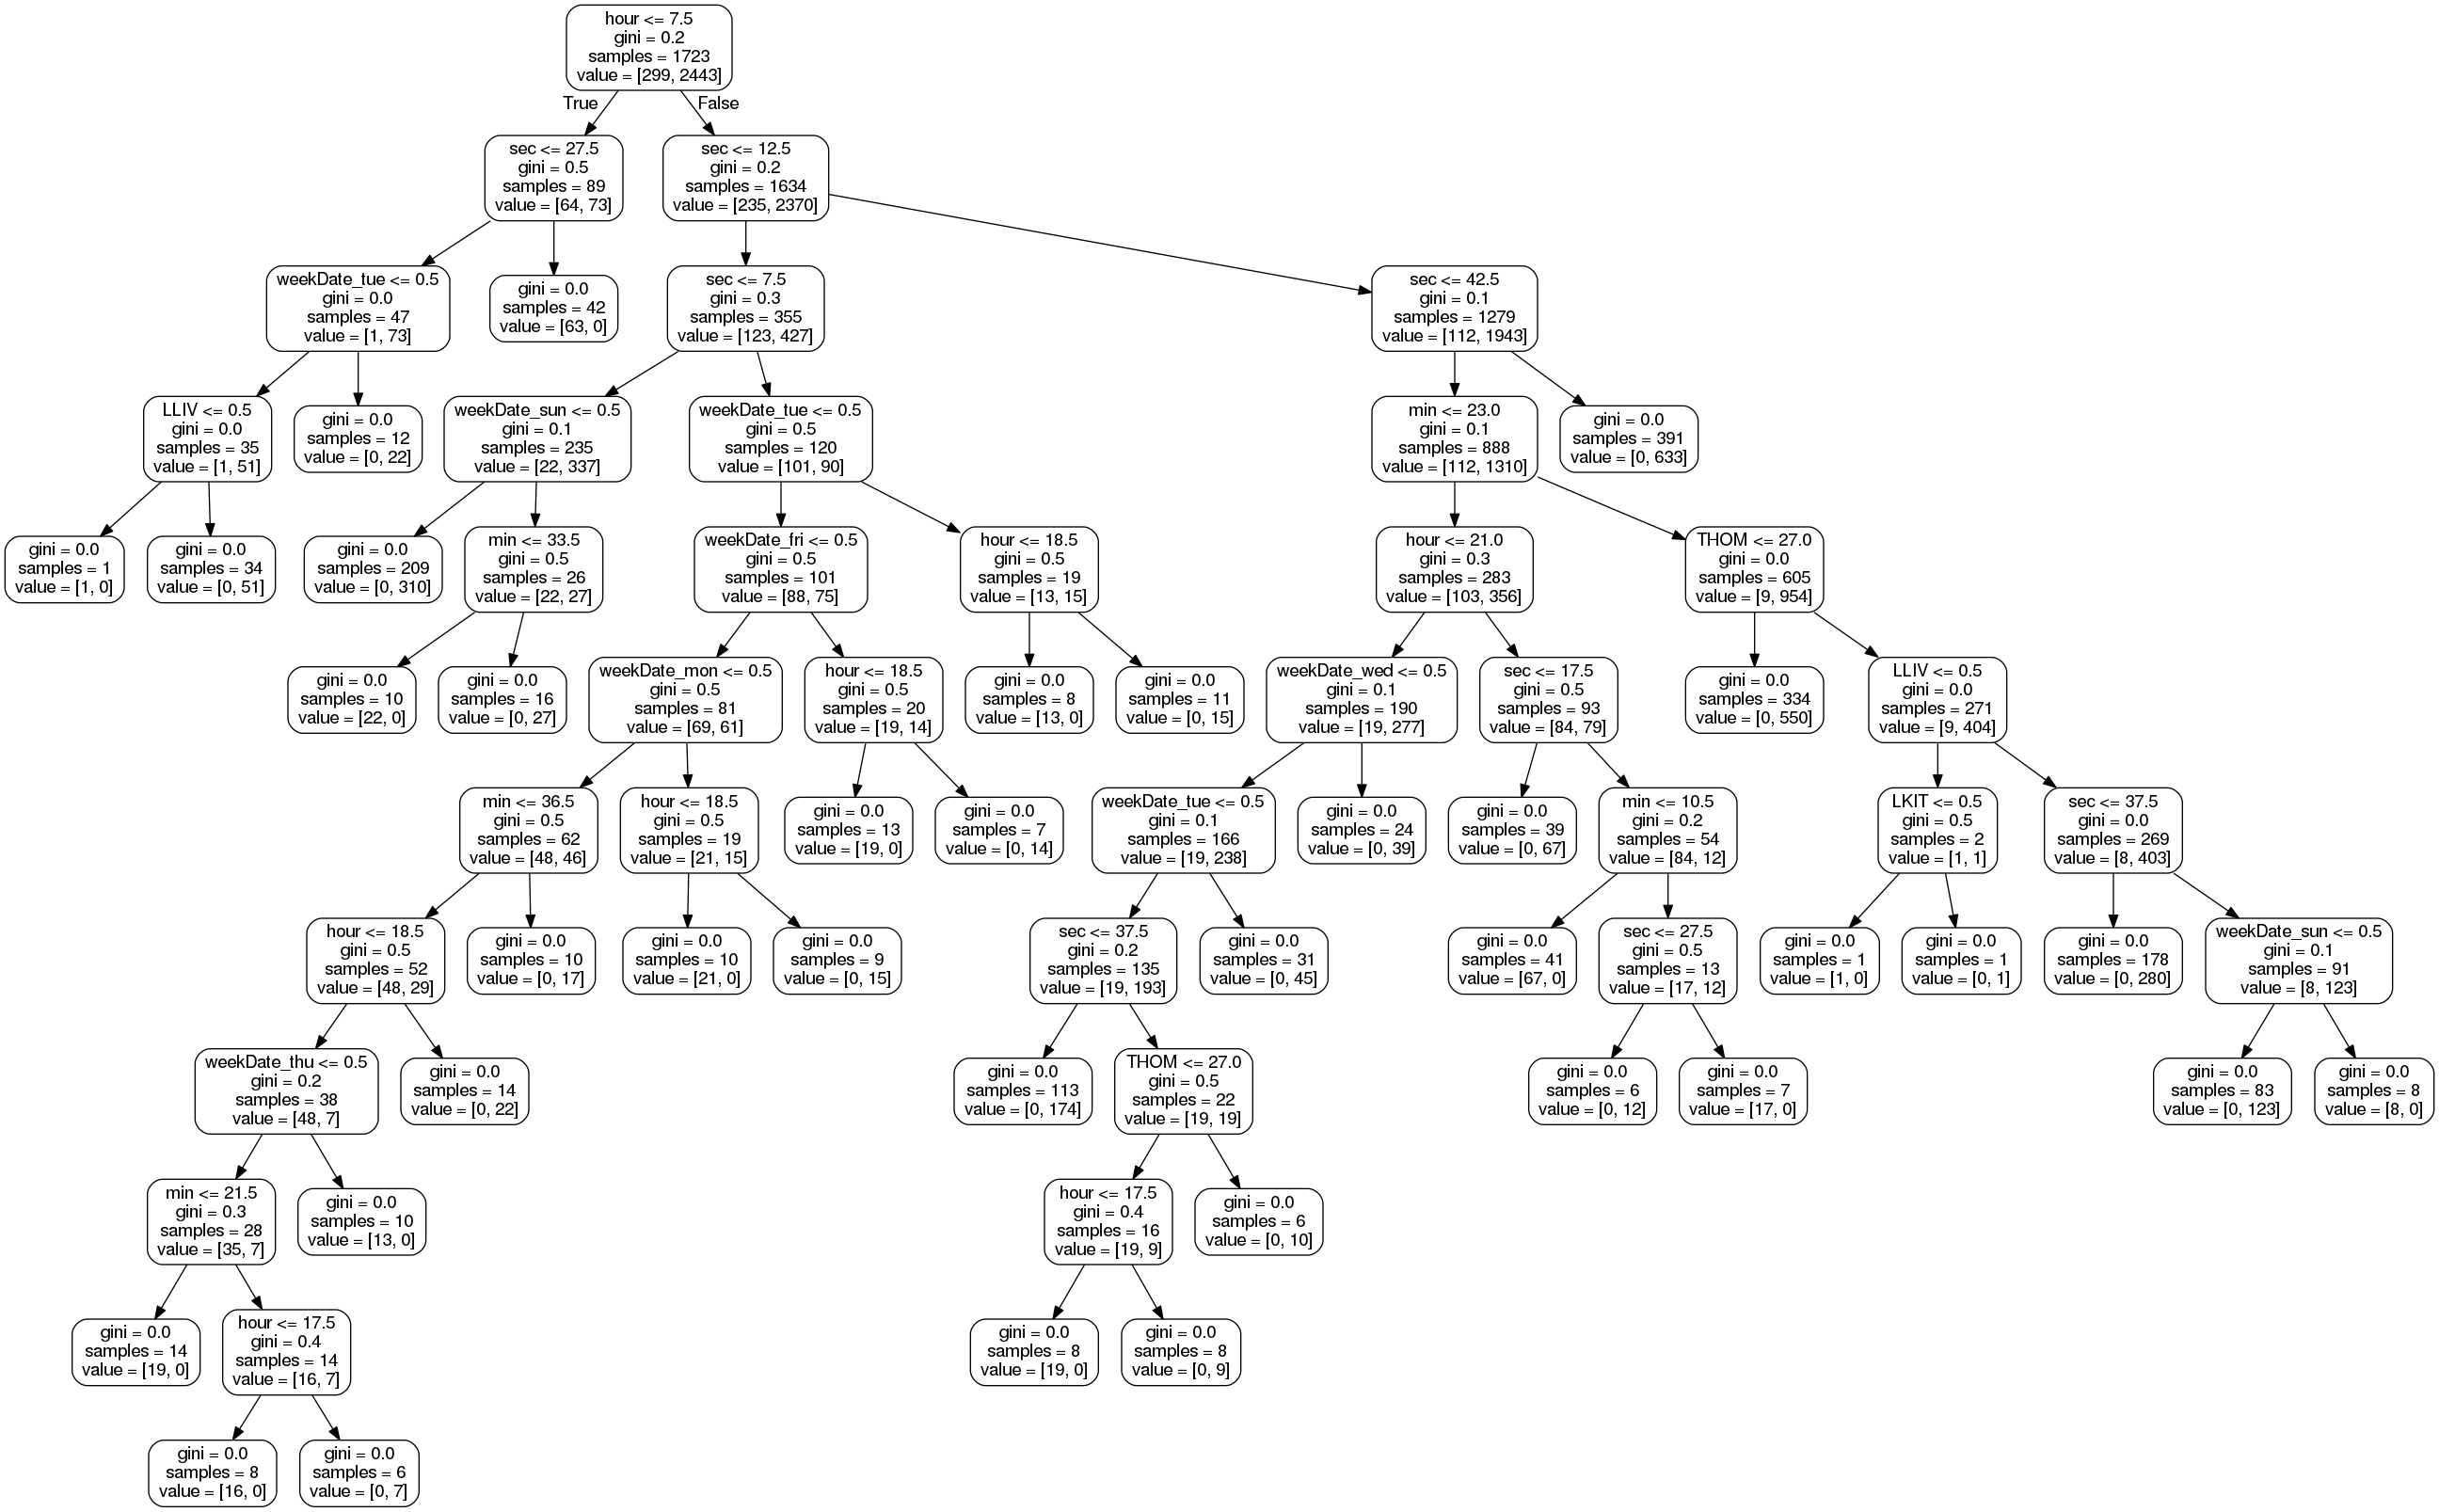 hour <= 7.5
gini = 0.2
samples = 1723
value = [299, 2443]
True
False
sec <= 27.5
gini = 0.5
samples = 89
value = [64, 73]
sec <= 12.5
gini = 0.2
samples = 1634
value = [235, 2370]
weekDate_tue <= 0.5
gini = 0.0
samples = 47
value = [1, 73]
gini = 0.0
samples = 42
value = [63, 0]
sec <= 7.5
gini = 0.3
samples = 355
value = [123, 427]
sec <= 42.5
gini = 0.1
samples = 1279
value = [112, 1943]
LLIV <= 0.5
gini = 0.0
samples = 35
value = [1, 51]
gini = 0.0
samples = 12
value = [0, 22]
weekDate_sun <= 0.5
gini = 0.1
samples = 235
value = [22, 337]
weekDate_tue <= 0.5
gini = 0.5
samples = 120
value = [101, 90]
min <= 23.0
gini = 0.1
samples = 888
value = [112, 1310]
gini = 0.0
samples = 391
value = [0, 633]
gini = 0.0
samples = 1
value = [1, 0]
gini = 0.0
samples = 34
value = [0, 51]
gini = 0.0
samples = 209
value = [0, 310]
min <= 33.5
gini = 0.5
samples = 26
value = [22, 27]
weekDate_fri <= 0.5
gini = 0.5
samples = 101
value = [88, 75]
hour <= 18.5
gini = 0.5
samples = 19
value = [13, 15]
hour <= 21.0
gini = 0.3
samples = 283
value = [103, 356]
THOM <= 27.0
gini = 0.0
samples = 605
value = [9, 954]
gini = 0.0
samples = 10
value = [22, 0]
gini = 0.0
samples = 16
value = [0, 27]
weekDate_mon <= 0.5
gini = 0.5
samples = 81
value = [69, 61]
hour <= 18.5
gini = 0.5
samples = 20
value = [19, 14]
gini = 0.0
samples = 8
value = [13, 0]
gini = 0.0
samples = 11
value = [0, 15]
weekDate_wed <= 0.5
gini = 0.1
samples = 190
value = [19, 277]
sec <= 17.5
gini = 0.5
samples = 93
value = [84, 79]
gini = 0.0
samples = 334
value = [0, 550]
LLIV <= 0.5
gini = 0.0
samples = 271
value = [9, 404]
min <= 36.5
gini = 0.5
samples = 62
value = [48, 46]
hour <= 18.5
gini = 0.5
samples = 19
value = [21, 15]
gini = 0.0
samples = 13
value = [19, 0]
gini = 0.0
samples = 7
value = [0, 14]
weekDate_tue <= 0.5
gini = 0.1
samples = 166
value = [19, 238]
gini = 0.0
samples = 24
value = [0, 39]
gini = 0.0
samples = 39
value = [0, 67]
min <= 10.5
gini = 0.2
samples = 54
value = [84, 12]
LKIT <= 0.5
gini = 0.5
samples = 2
value = [1, 1]
sec <= 37.5
gini = 0.0
samples = 269
value = [8, 403]
hour <= 18.5
gini = 0.5
samples = 52
value = [48, 29]
gini = 0.0
samples = 10
value = [0, 17]
gini = 0.0
samples = 10
value = [21, 0]
gini = 0.0
samples = 9
value = [0, 15]
sec <= 37.5
gini = 0.2
samples = 135
value = [19, 193]
gini = 0.0
samples = 31
value = [0, 45]
gini = 0.0
samples = 41
value = [67, 0]
sec <= 27.5
gini = 0.5
samples = 13
value = [17, 12]
gini = 0.0
samples = 1
value = [1, 0]
gini = 0.0
samples = 1
value = [0, 1]
gini = 0.0
samples = 178
value = [0, 280]
weekDate_sun <= 0.5
gini = 0.1
samples = 91
value = [8, 123]
weekDate_thu <= 0.5
gini = 0.2
samples = 38
value = [48, 7]
gini = 0.0
samples = 14
value = [0, 22]
gini = 0.0
samples = 113
value = [0, 174]
THOM <= 27.0
gini = 0.5
samples = 22
value = [19, 19]
gini = 0.0
samples = 6
value = [0, 12]
gini = 0.0
samples = 7
value = [17, 0]
gini = 0.0
samples = 83
value = [0, 123]
gini = 0.0
samples = 8
value = [8, 0]
min <= 21.5
gini = 0.3
samples = 28
value = [35, 7]
gini = 0.0
samples = 10
value = [13, 0]
hour <= 17.5
gini = 0.4
samples = 16
value = [19, 9]
gini = 0.0
samples = 6
value = [0, 10]
gini = 0.0
samples = 14
value = [19, 0]
hour <= 17.5
gini = 0.4
samples = 14
value = [16, 7]
gini = 0.0
samples = 8
value = [19, 0]
gini = 0.0
samples = 8
value = [0, 9]
gini = 0.0
samples = 8
value = [16, 0]
gini = 0.0
samples = 6
value = [0, 7]